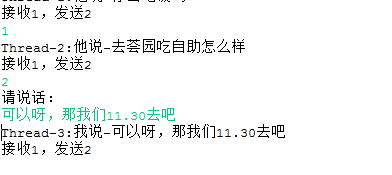 接收1，发送2
1
Thread-2:他说-去荟园吃自助怎么样
接收1，发送2
2
请说话：
可以呀，那我们11.30去吧
Thread-3:我说-可以呀，那我们11.30去吧
接收1，发送2